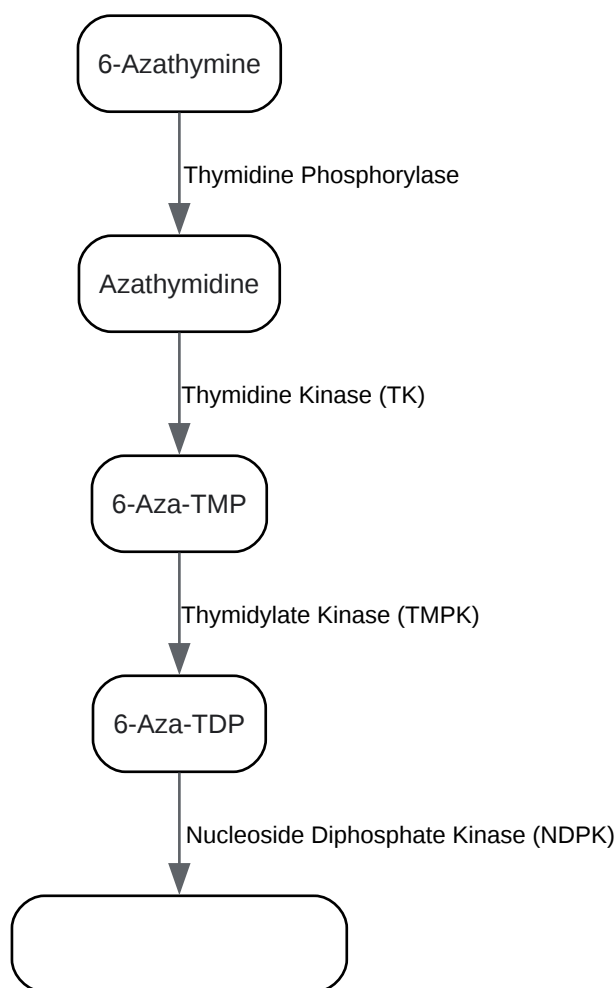 6-Azathymine
Thymidine Phosphorylase
Azathymidine
Thymidine Kinase (TK)
6-Aza-TMP
Thymidylate Kinase (TMPK)
6-Aza-TDP
Nucleoside Diphosphate Kinase (NDPK)